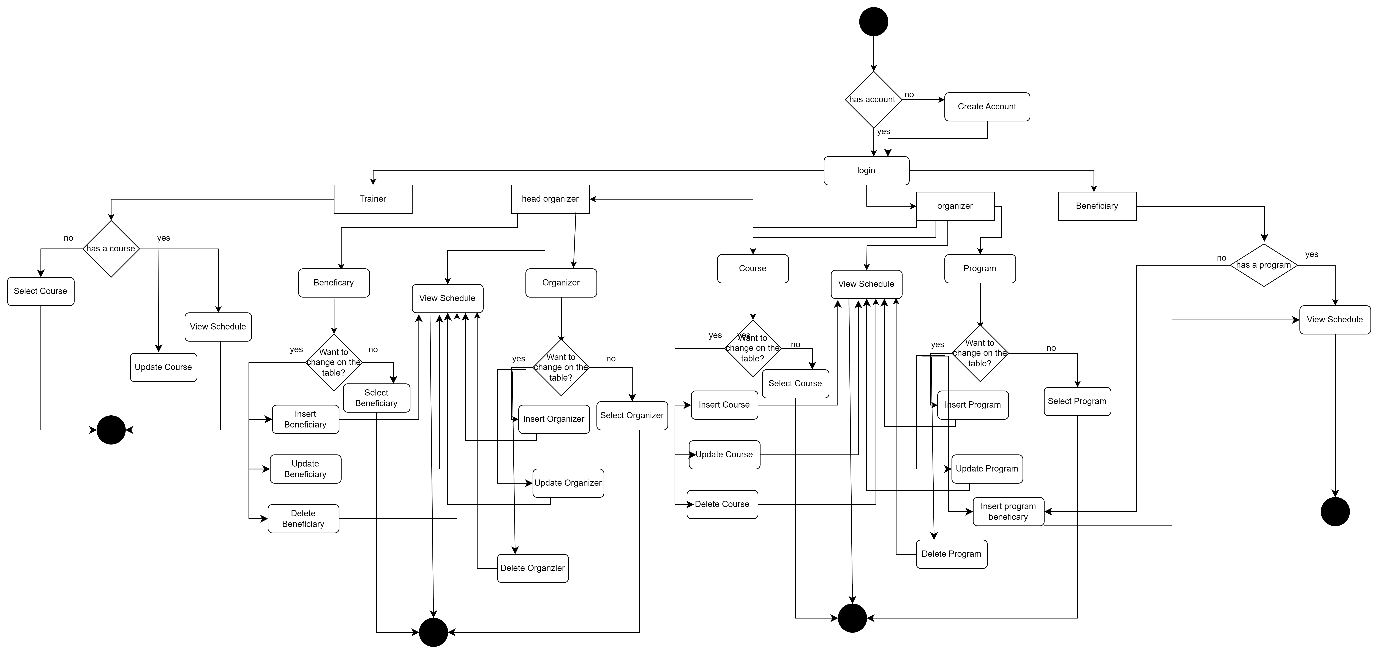 has account
no
Create Account
yes
login
Trainer
head organizer
organizer
Beneficiary
no
has a course
yes
Select Course
View Schedule
Update Course
Beneficary
View Schedule
Organizer
yes
Want to
change on the
table?
no
Select
Beneficiary
Insert
Beneficiary
Update
Beneficiary
Delete
Beneficiary
yes
Want to
change on the
table?
no
Insert Organizer
Select Organizer
Update Organizer
Delete Organzier
Course
View Schedule
Program
yes
yes
Want to
change on the
table?
no
Select Course
Insert Course
Update Course
Delete Course
yes
Want to
change on the
table?
no
Insert Program
Select Program
Update Program
Insert program
beneficary
Delete Program
no
has a program
yes
View Schedule